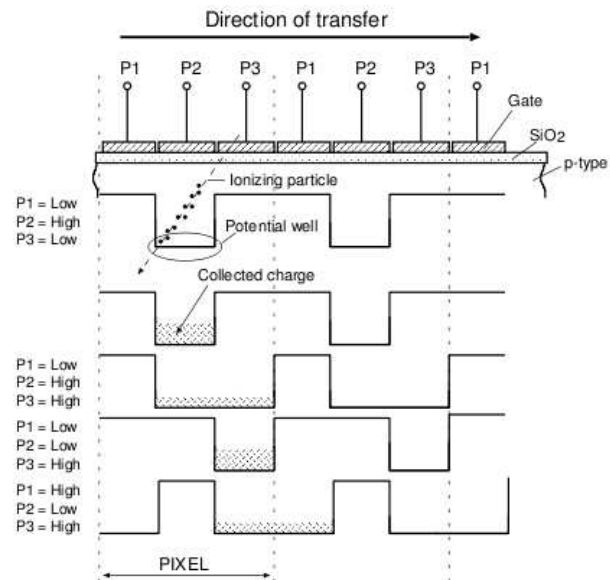 Direction of transfer
P1 P2 P3 P1 P2 P3 P1
Gate
SiO2
p-type
Ionizing particle
P1 = Low
P2 = High
P3 = Low
Potential well
Collected charge
P1 = Low
P2 = High
P3 = High
P1 = Low
P2 = Low
P3 = High
P1 = High
P2 = Low
P3 = High
PIXEL